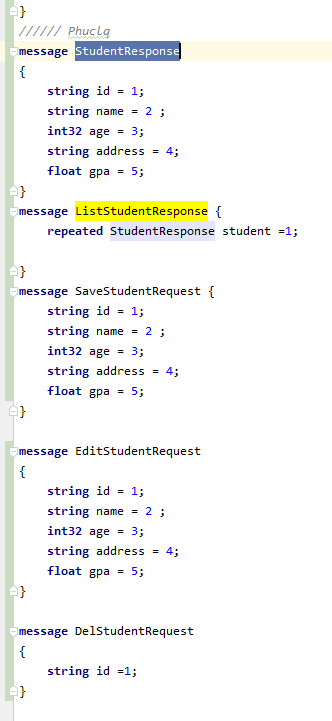 }
////// Phuclq
message StudentResponse
{
string id = 1;
string name = 2 ;
int32 age = 3;
string address = 4;
float gpa = 5;
}
message ListStudentResponse {
repeated StudentResponse student =1;
}
message SaveStudentRequest {
string id = 1;
string name = 2 ;
int32 age = 3;
string address = 4;
float gpa = 5;
}
message EditStudentRequest
{
string id = 1;
string name = 2 ;
int32 age = 3;
string address = 4;
float gpa = 5;
}
message DelStudentRequest
{
string id =1;
}